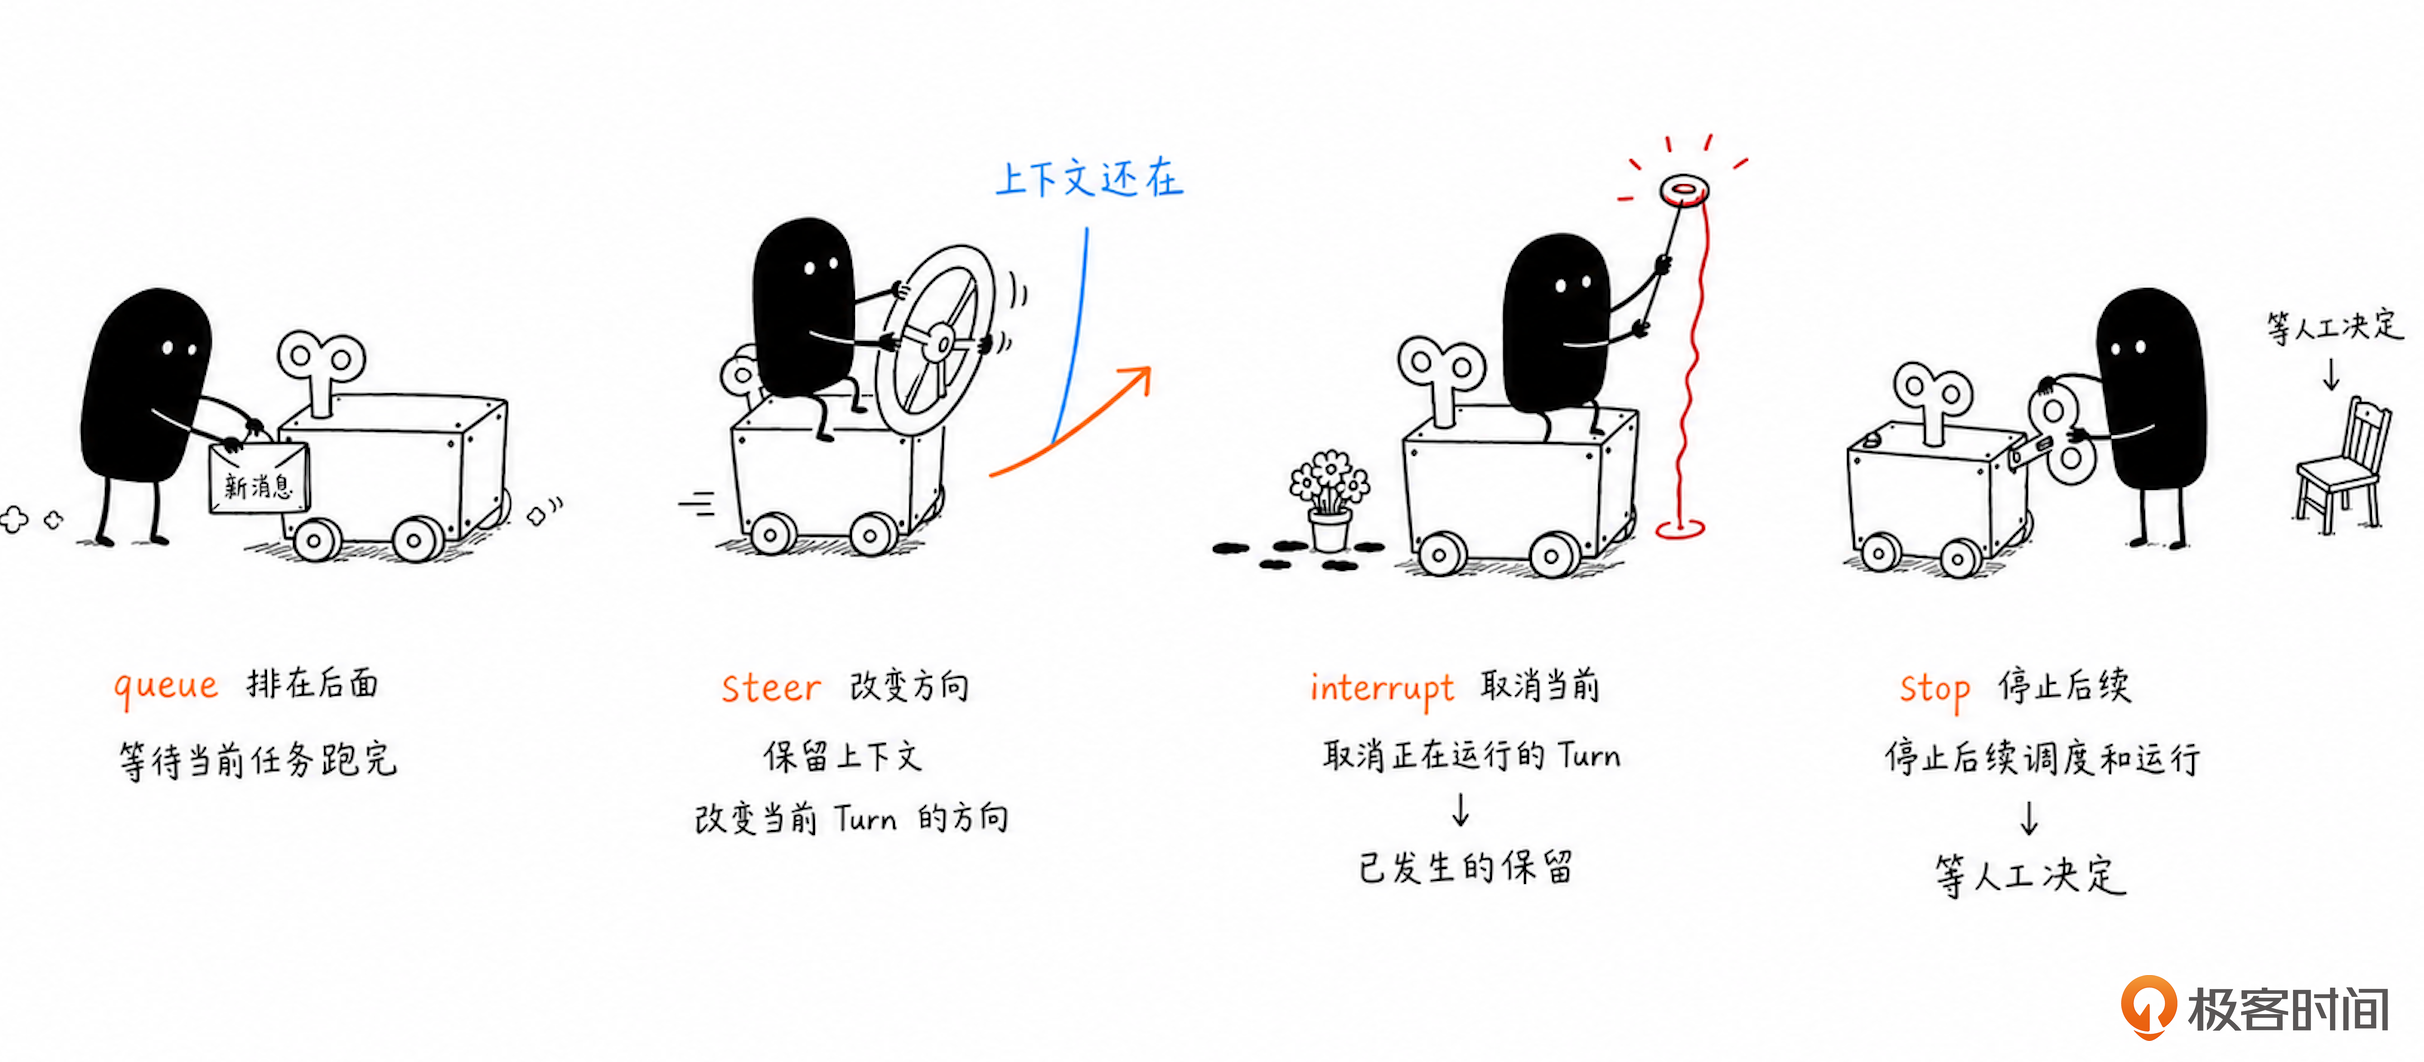 上下文还在
新消息
等人工决定
queue 排在后面
等待当前任务跑完
steer 改变方向
保留上下文
改变当前 Turn 的方向
interrupt 取消当前
取消正在运行的 Turn
↓
已发生的保留
stop 停止后续
停止后续调度和运行
↓
等人工决定
极客时间